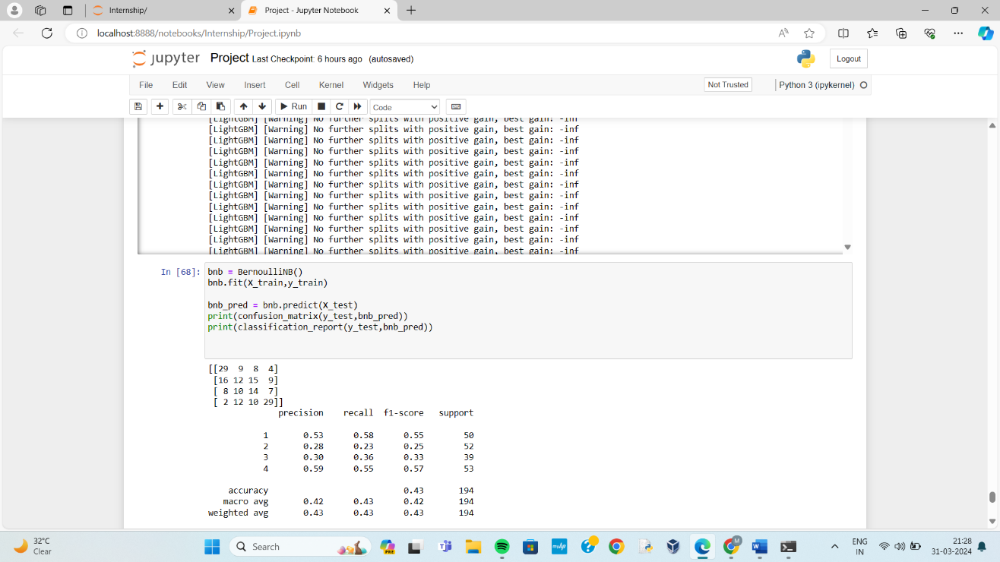 Internship/
Project - Jupyter Notebook
localhost:8888/notebooks/Internship/Project.ipynb
jupyter Project Last Checkpoint: 6 hours ago (autosaved)
Logout
File Edit View Insert Cell Kernel Widgets Help
Not Trusted
Python 3 (ipykernel)
Run
Code
[LightGBM] [Warning] No further splits with positive gain, best gain: -inf
[LightGBM] [Warning] No further splits with positive gain, best gain: -inf
[LightGBM] [Warning] No further splits with positive gain, best gain: -inf
[LightGBM] [Warning] No further splits with positive gain, best gain: -inf
[LightGBM] [Warning] No further splits with positive gain, best gain: -inf
[LightGBM] [Warning] No further splits with positive gain, best gain: -inf
[LightGBM] [Warning] No further splits with positive gain, best gain: -inf
[LightGBM] [Warning] No further splits with positive gain, best gain: -inf
[LightGBM] [Warning] No further splits with positive gain, best gain: -inf
[LightGBM] [Warning] No further splits with positive gain, best gain: -inf
[LightGBM] [Warning] No further splits with positive gain, best gain: -inf
[LightGBM] [Warning] No further splits with positive gain, best gain: -inf
[LightGBM] [Warning] No further splits with positive gain, best gain: -inf
In [68]: bnb = BernoulliNB()
bnb.fit(X_train,y_train)
bnb_pred = bnb.predict(X_test)
print(confusion_matrix(y_test,bnb_pred))
print(classification_report(y_test,bnb_pred))
[[29 9 8 4]
[16 12 15 9]
[ 8 10 14 7]
[ 2 12 10 29]]
precision recall f1-score support
1 0.53 0.58 0.55 50
2 0.28 0.23 0.25 52
3 0.30 0.36 0.33 39
4 0.59 0.55 0.57 53
accuracy 0.43 194
macro avg 0.42 0.43 0.42 194
weighted avg 0.43 0.43 0.43 194
32°C
Clear
Search
PRE
myhp
M
ENG
IN
21:28
31-03-2024